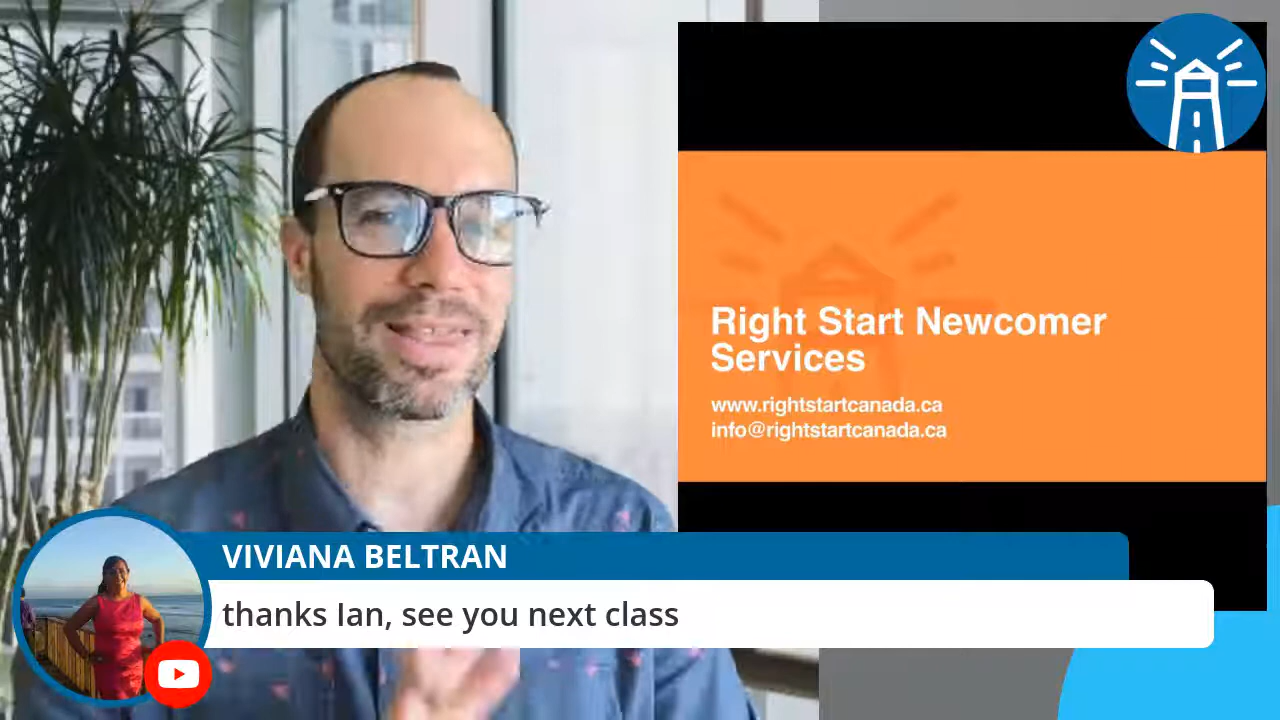 Right Start Newcomer
Services
www.rightstartcanada.ca
info@rightstartcanada.ca
VIVIANA BELTRAN
thanks Ian, see you next class